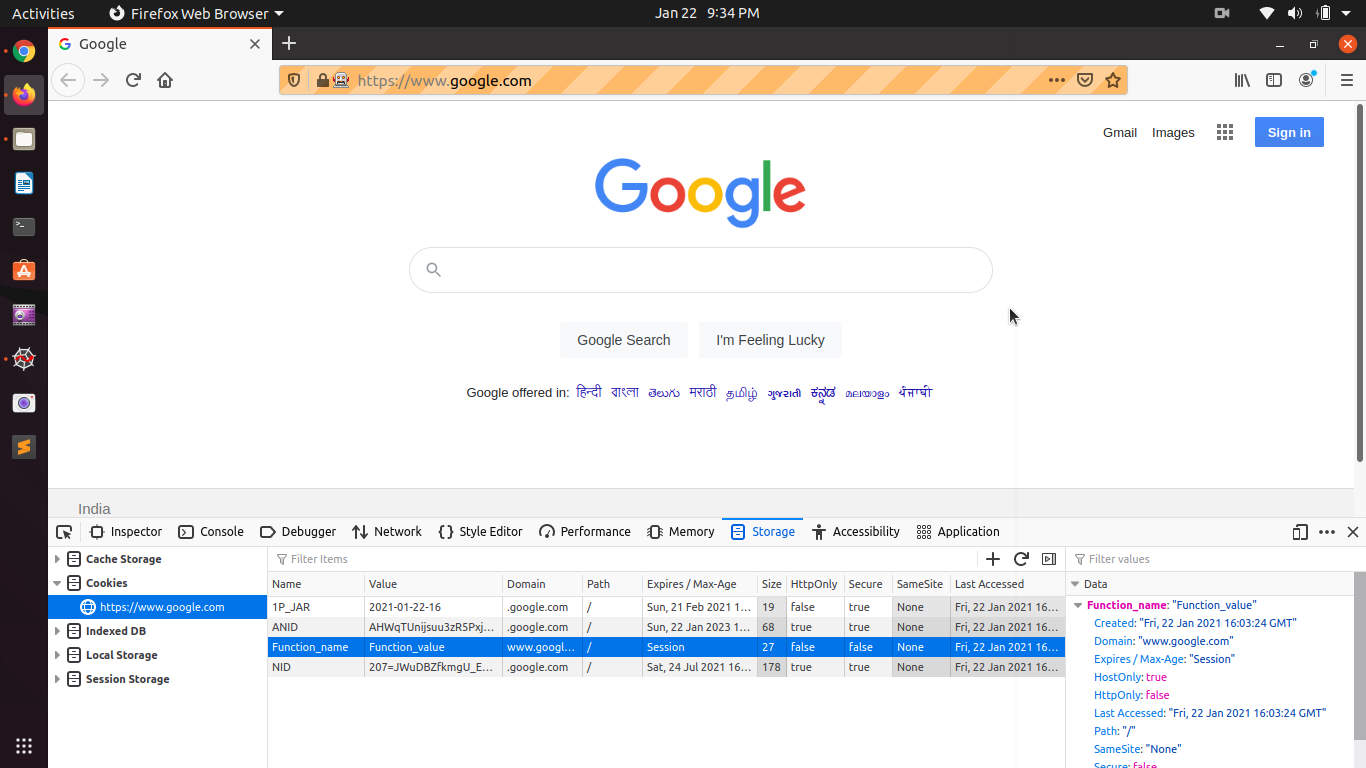 Activities Firefox Web Browser Jan 22 9:34 PM
Google
https://www.google.com
Gmail Images Sign in
Google
Google Search I'm Feeling Lucky
Google offered in: हिन्दी বাংলা తెలుగు मराठी தமிழ் ગુજરાતી ಕನ್ನಡ മലയാളം ਪੰਜਾਬੀ
India
Inspector Console Debugger Network Style Editor Performance Memory Storage Accessibility Application
Cache Storage
Cookies
https://www.google.com
Indexed DB
Local Storage
Session Storage
Filter Items
Name Value Domain Path Expires / Max-Age Size HttpOnly Secure SameSite Last Accessed
1P_JAR 2021-01-22-16 .google.com / Sun, 21 Feb 2021 1... 19 false true None Fri, 22 Jan 2021 16...
ANID AHWqTUnijsuu3zR5Pxj... .google.com / Sun, 22 Jan 2023 1... 68 true true None Fri, 22 Jan 2021 16...
Function_name Function_value www.googl... / Session 27 false false None Fri, 22 Jan 2021 16...
NID 207=JWuDBZfkmgU_E... .google.com / Sat, 24 Jul 2021 16... 178 true true None Fri, 22 Jan 2021 16...
Filter values
Data
Function_name: "Function_value"
Created: "Fri, 22 Jan 2021 16:03:24 GMT"
Domain: "www.google.com"
Expires / Max-Age: "Session"
HostOnly: true
HttpOnly: false
Last Accessed: "Fri, 22 Jan 2021 16:03:24 GMT"
Path: "/"
SameSite: "None"
Secure: false